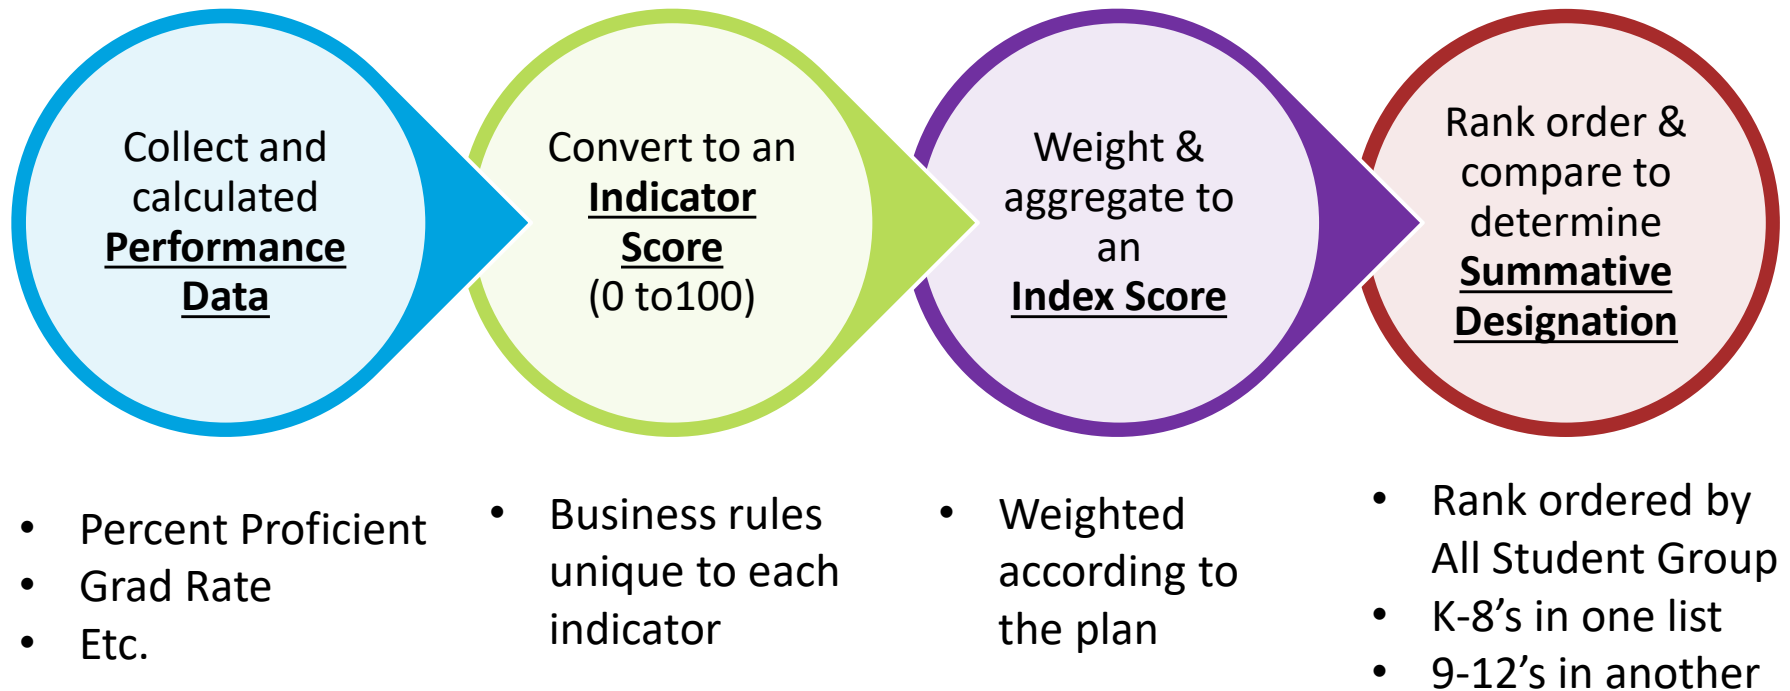 Collect and
calculated
Performance
Data
Convert to an
Indicator
Score
(0 to100)
Weight &
aggregate to
an
Index Score
Rank order &
compare to
determine
Summative
Designation
• Percent Proficient
• Grad Rate
• Etc.
• Business rules
unique to each
indicator
• Weighted
according to
the plan
• Rank ordered by
All Student Group
• K-8’s in one list
• 9-12’s in another